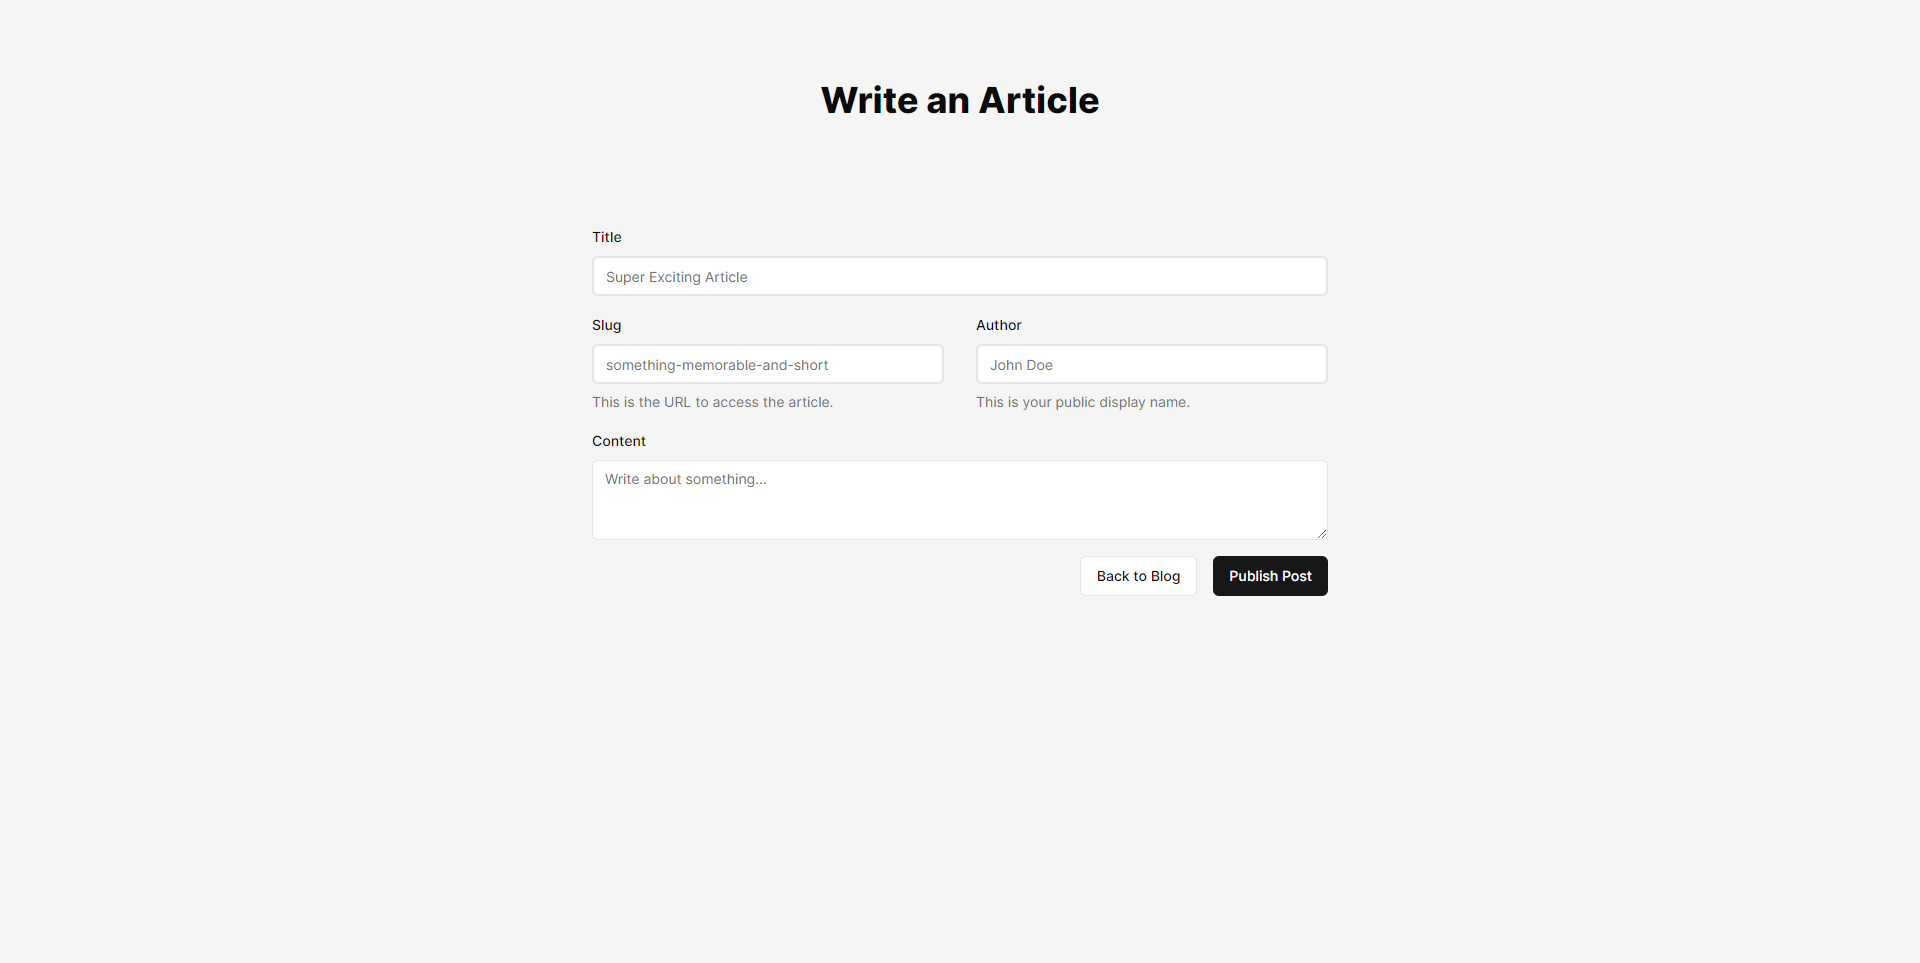 Write an Article
Title
Super Exciting Article
Slug
Author
something-memorable-and-short
John Doe
This is the URL to access the article.
This is your public display name.
Content
Write about something...
Back to Blog
Publish Post